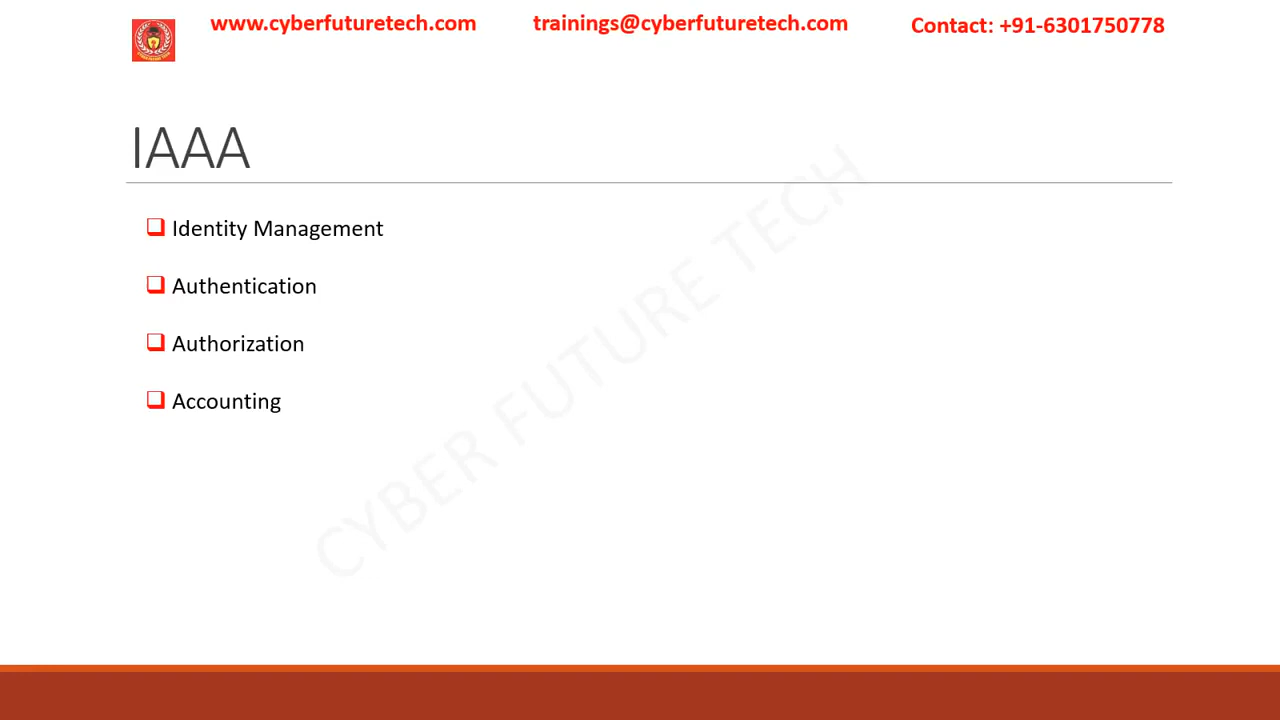 www.cyberfuturetech.com trainings@cyberfuturetech.com Contact: +91-6301750778
IAAA
Identity Management
Authentication
Authorization
Accounting
CYBER FUTURE TECH